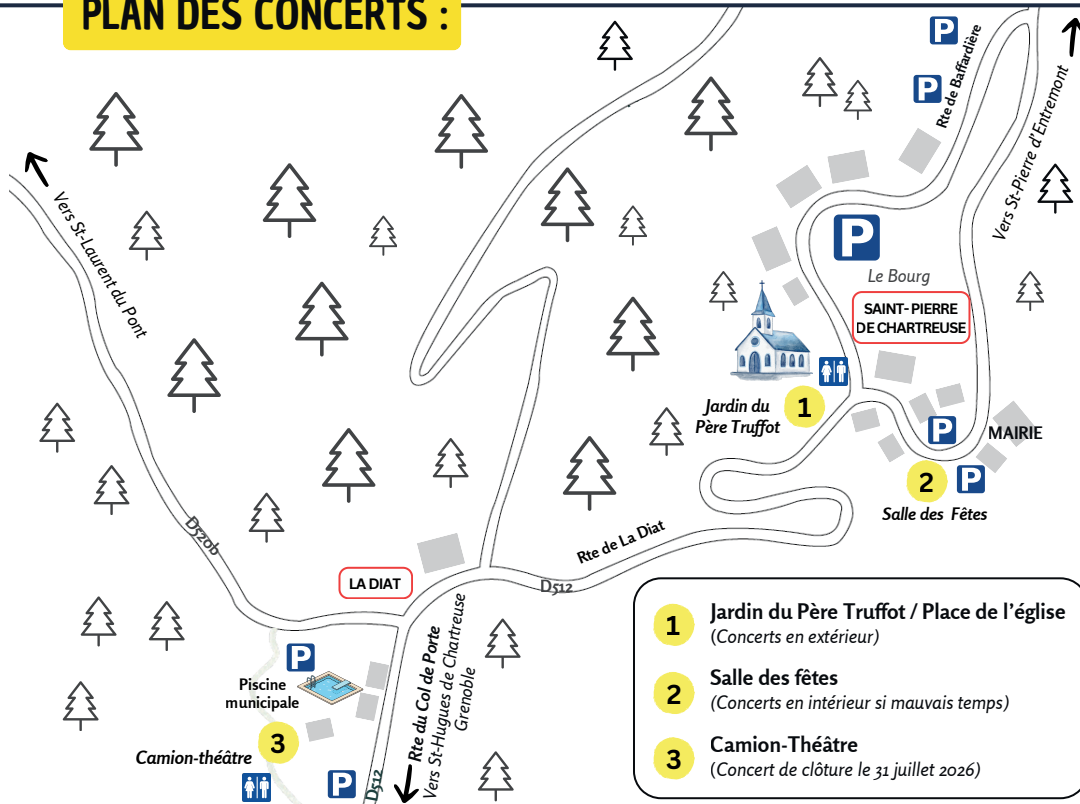 PLAN DES CONCERTS :
P
P
Rte de Baffardière
Vers St-Pierre d'Entremont
Vers St-Laurent du Pont
P
Le Bourg
SAINT-PIERRE
DE CHARTREUSE
Jardin du
Père Truffot
1
P
MAIRIE
2
P
Salle des Fêtes
D520b
Rte de La Diat
D512
LA DIAT
P
Piscine
municipale
3
Camion-théâtre
P
D512
Rte du Col de Porte
Vers St-Hugues de Chartreuse
Grenoble
1
Jardin du Père Truffot / Place de l'église
(Concerts en extérieur)
2
Salle des fêtes
(Concerts en intérieur si mauvais temps)
3
Camion-Théâtre
(Concert de clôture le 31 juillet 2026)